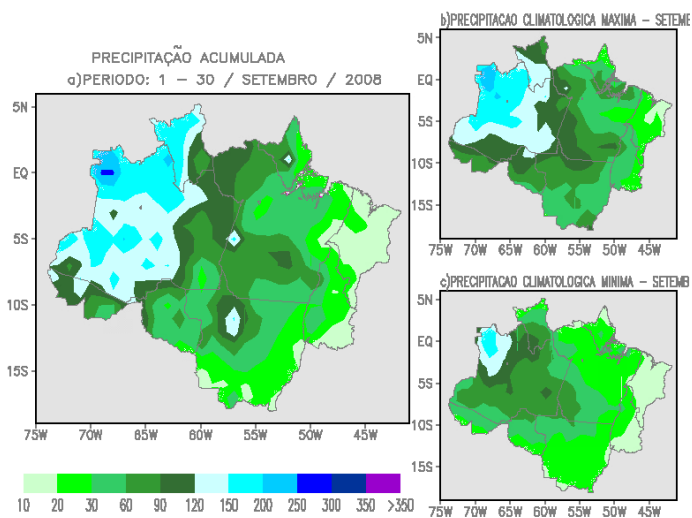 PRECIPITAÇÃO ACUMULADA
a)PERIODO: 1 – 30 / SETEMBRO / 2008
5N
EQ
5S
10S
15S
75W 70W 65W 60W 55W 50W 45W
10 20 30 60 90 120 150 200 250 300 350 >350
b)PRECIPITACAO CLIMATOLOGICA MAXIMA – SETEMB
5N
EQ
5S
10S
15S
75W 70W 65W 60W 55W 50W 45W
c)PRECIPITACAO CLIMATOLOGICA MINIMA – SETEMB
5N
EQ
5S
10S
15S
75W 70W 65W 60W 55W 50W 45W